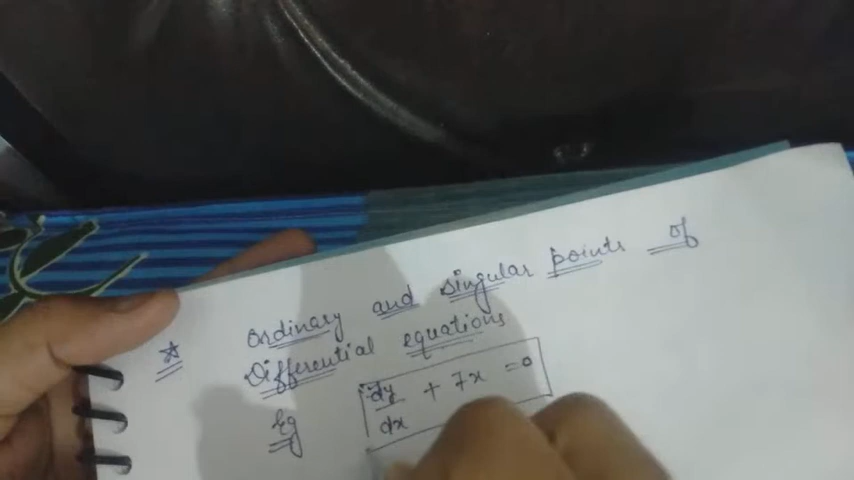 ☆ Ordinary and singular points of
Differential equations
Eg dy/dx + 7x = 0